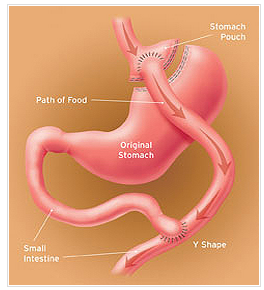 Stomach
Pouch
Path of Food
Original
Stomach
Small
Intestine
Y Shape